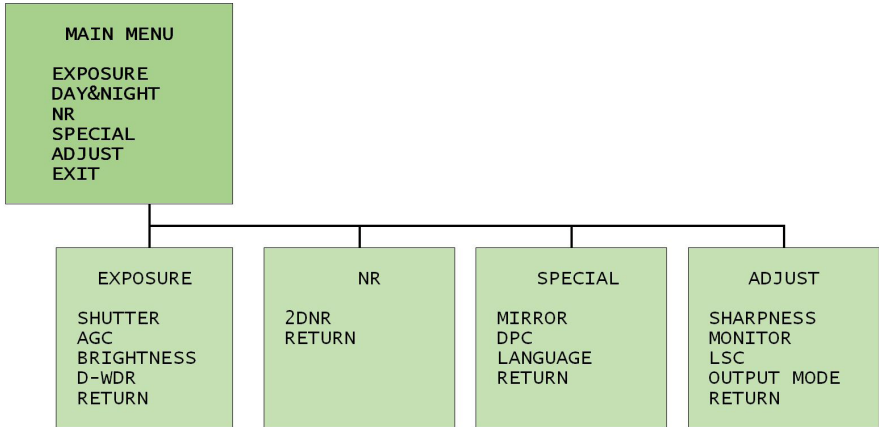 MAIN MENU
EXPOSURE
DAY&NIGHT
NR
SPECIAL
ADJUST
EXIT
EXPOSURE
SHUTTER
AGC
BRIGHTNESS
D-WDR
RETURN
NR
2DNR
RETURN
SPECIAL
MIRROR
DPC
LANGUAGE
RETURN
ADJUST
SHARPNESS
MONITOR
LSC
OUTPUT MODE
RETURN